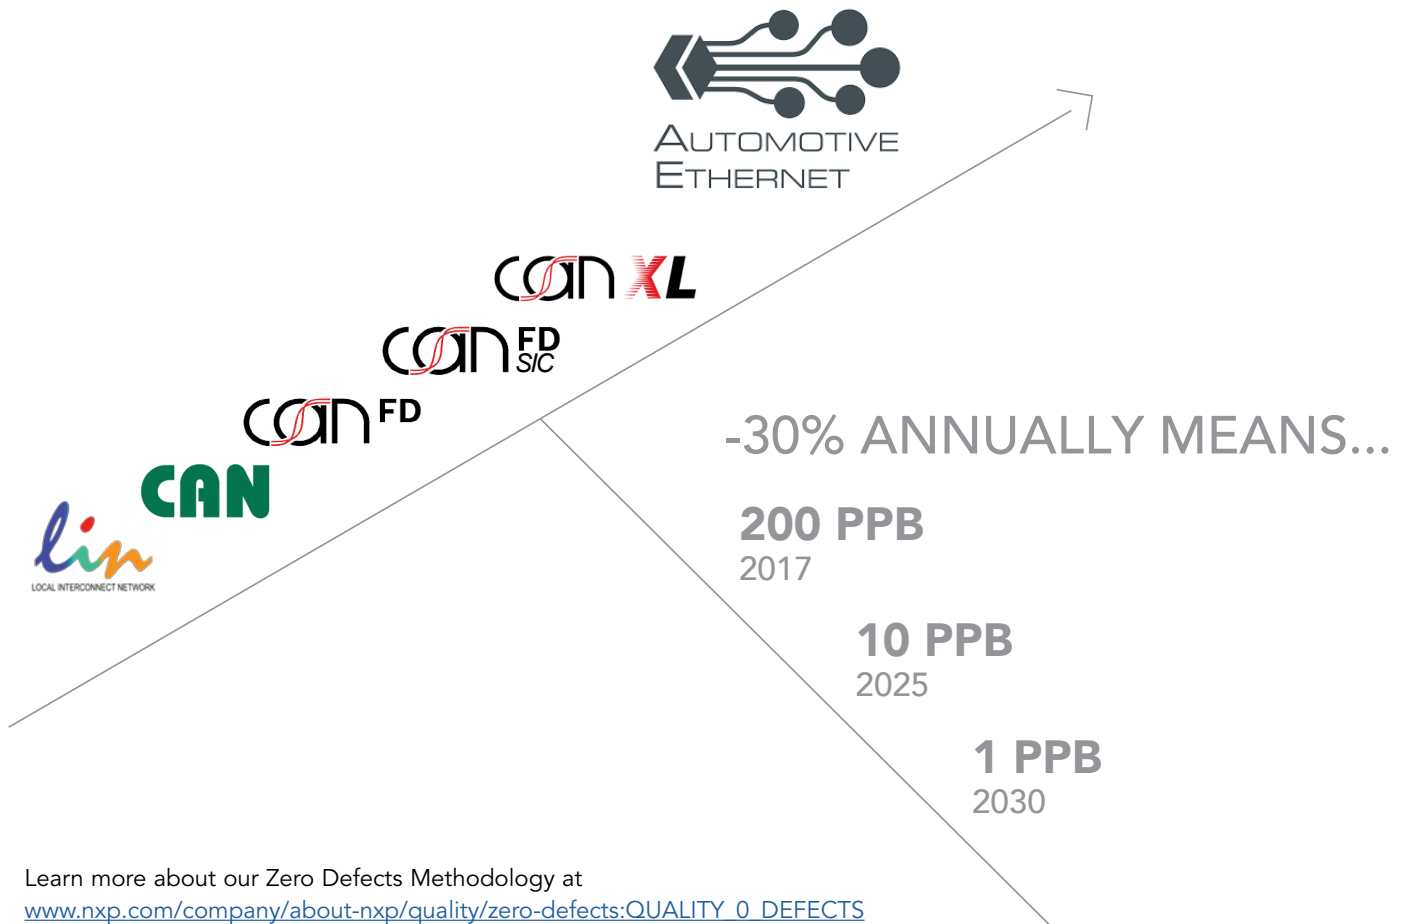 AUTOMOTIVE
ETHERNET
CAN XL
CAN FD
SIC
CAN FD
CAN
lin
LOCAL INTERCONNECT NETWORK
-30% ANNUALLY MEANS...
200 PPB
2017
10 PPB
2025
1 PPB
2030
Learn more about our Zero Defects Methodology at
www.nxp.com/company/about-nxp/quality/zero-defects:QUALITY_0_DEFECTS